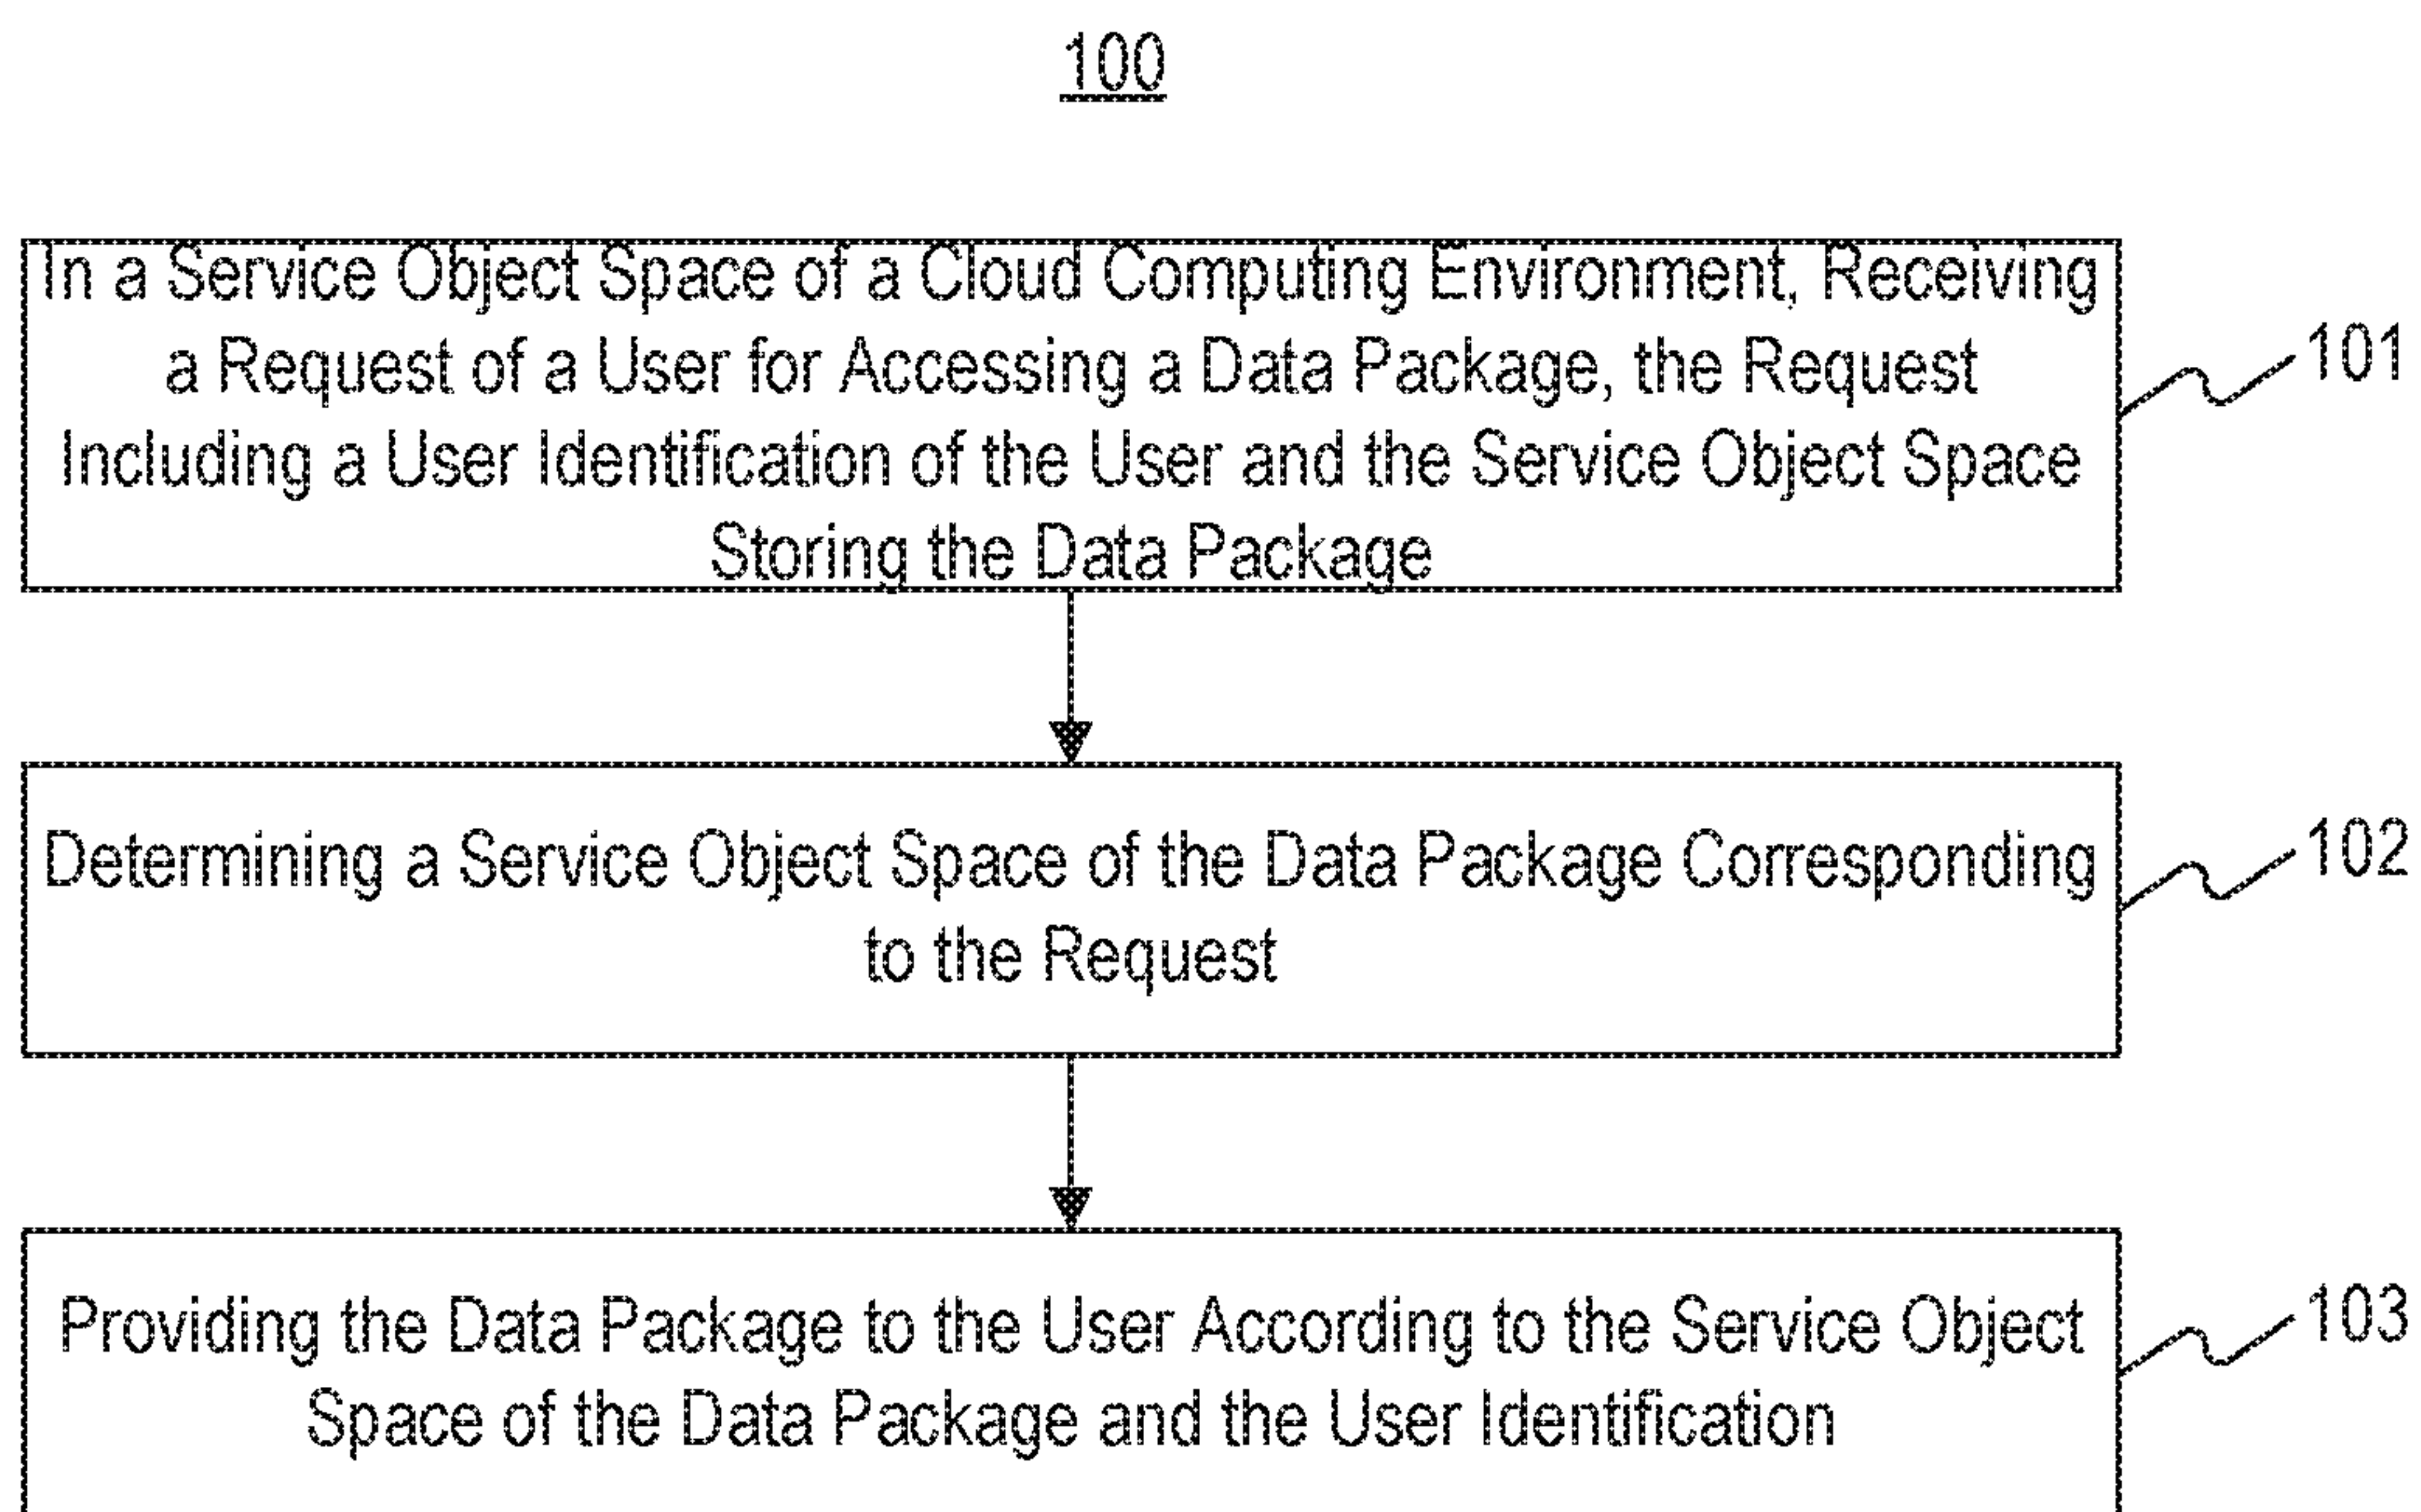 100
In a Service Object Space of a Cloud Computing Environment, Receiving
a Request of a User for Accessing a Data Package, the Request
Including a User Identification of the User and the Service Object Space
Storing the Data Package
101
Determining a Service Object Space of the Data Package Corresponding
to the Request
102
Providing the Data Package to the User According to the Service Object
Space of the Data Package and the User Identification
103